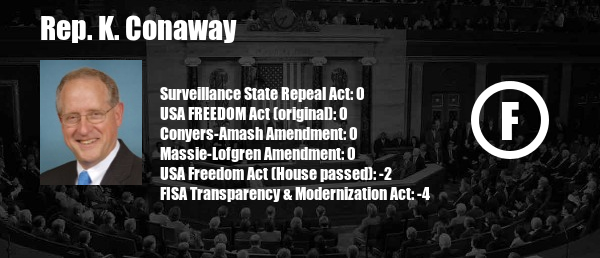 Rep. K. Conaway
Surveillance State Repeal Act: 0
USA FREEDOM Act (original): 0
Conyers-Amash Amendment: 0
Massie-Lofgren Amendment: 0
USA Freedom Act (House passed): -2
FISA Transparency & Modernization Act: -4
F